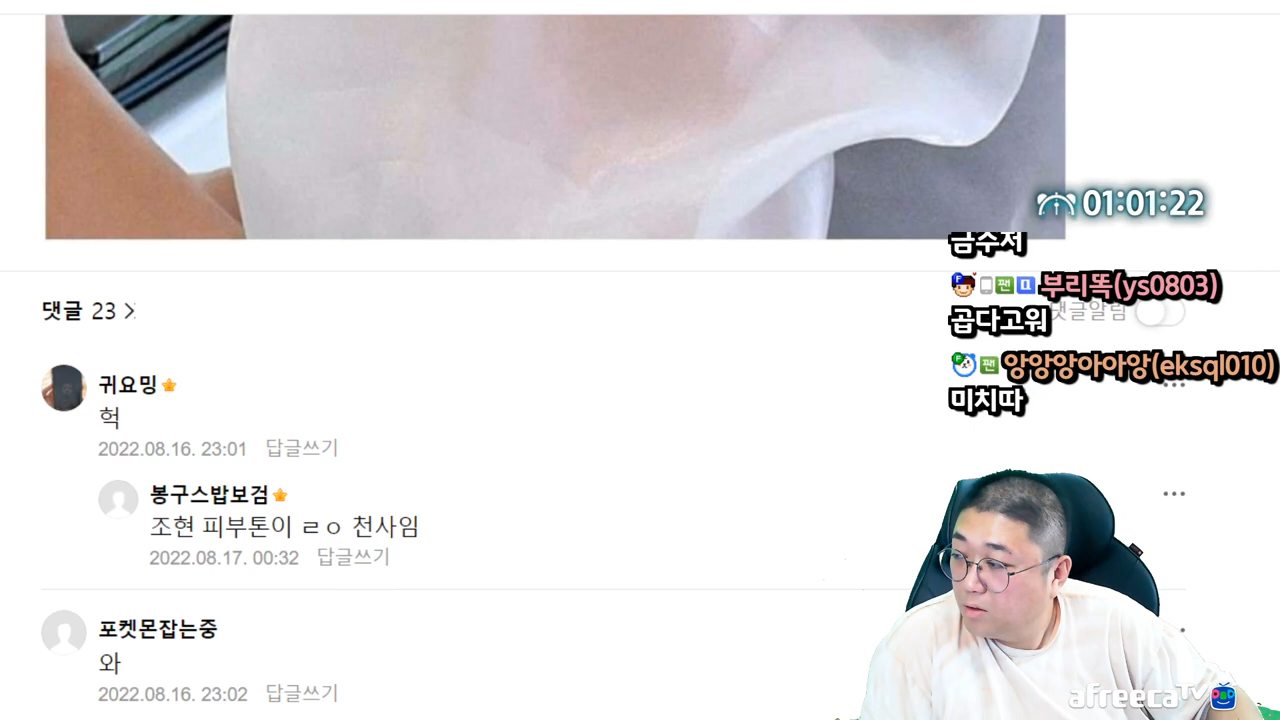 01:01:22
금수저
부리똑(ys0803)
댓글 23 >
댓글알림
곱다고워
앙앙앙아아앙(eksql010)
미치따
귀요밍
헉
2022.08.16. 23:01 답글쓰기
봉구스밥보검
조현 피부톤이 ㄹㅇ 천사임
2022.08.17. 00:32 답글쓰기
포켓몬잡는중
와
2022.08.16. 23:02 답글쓰기
afreecaTV